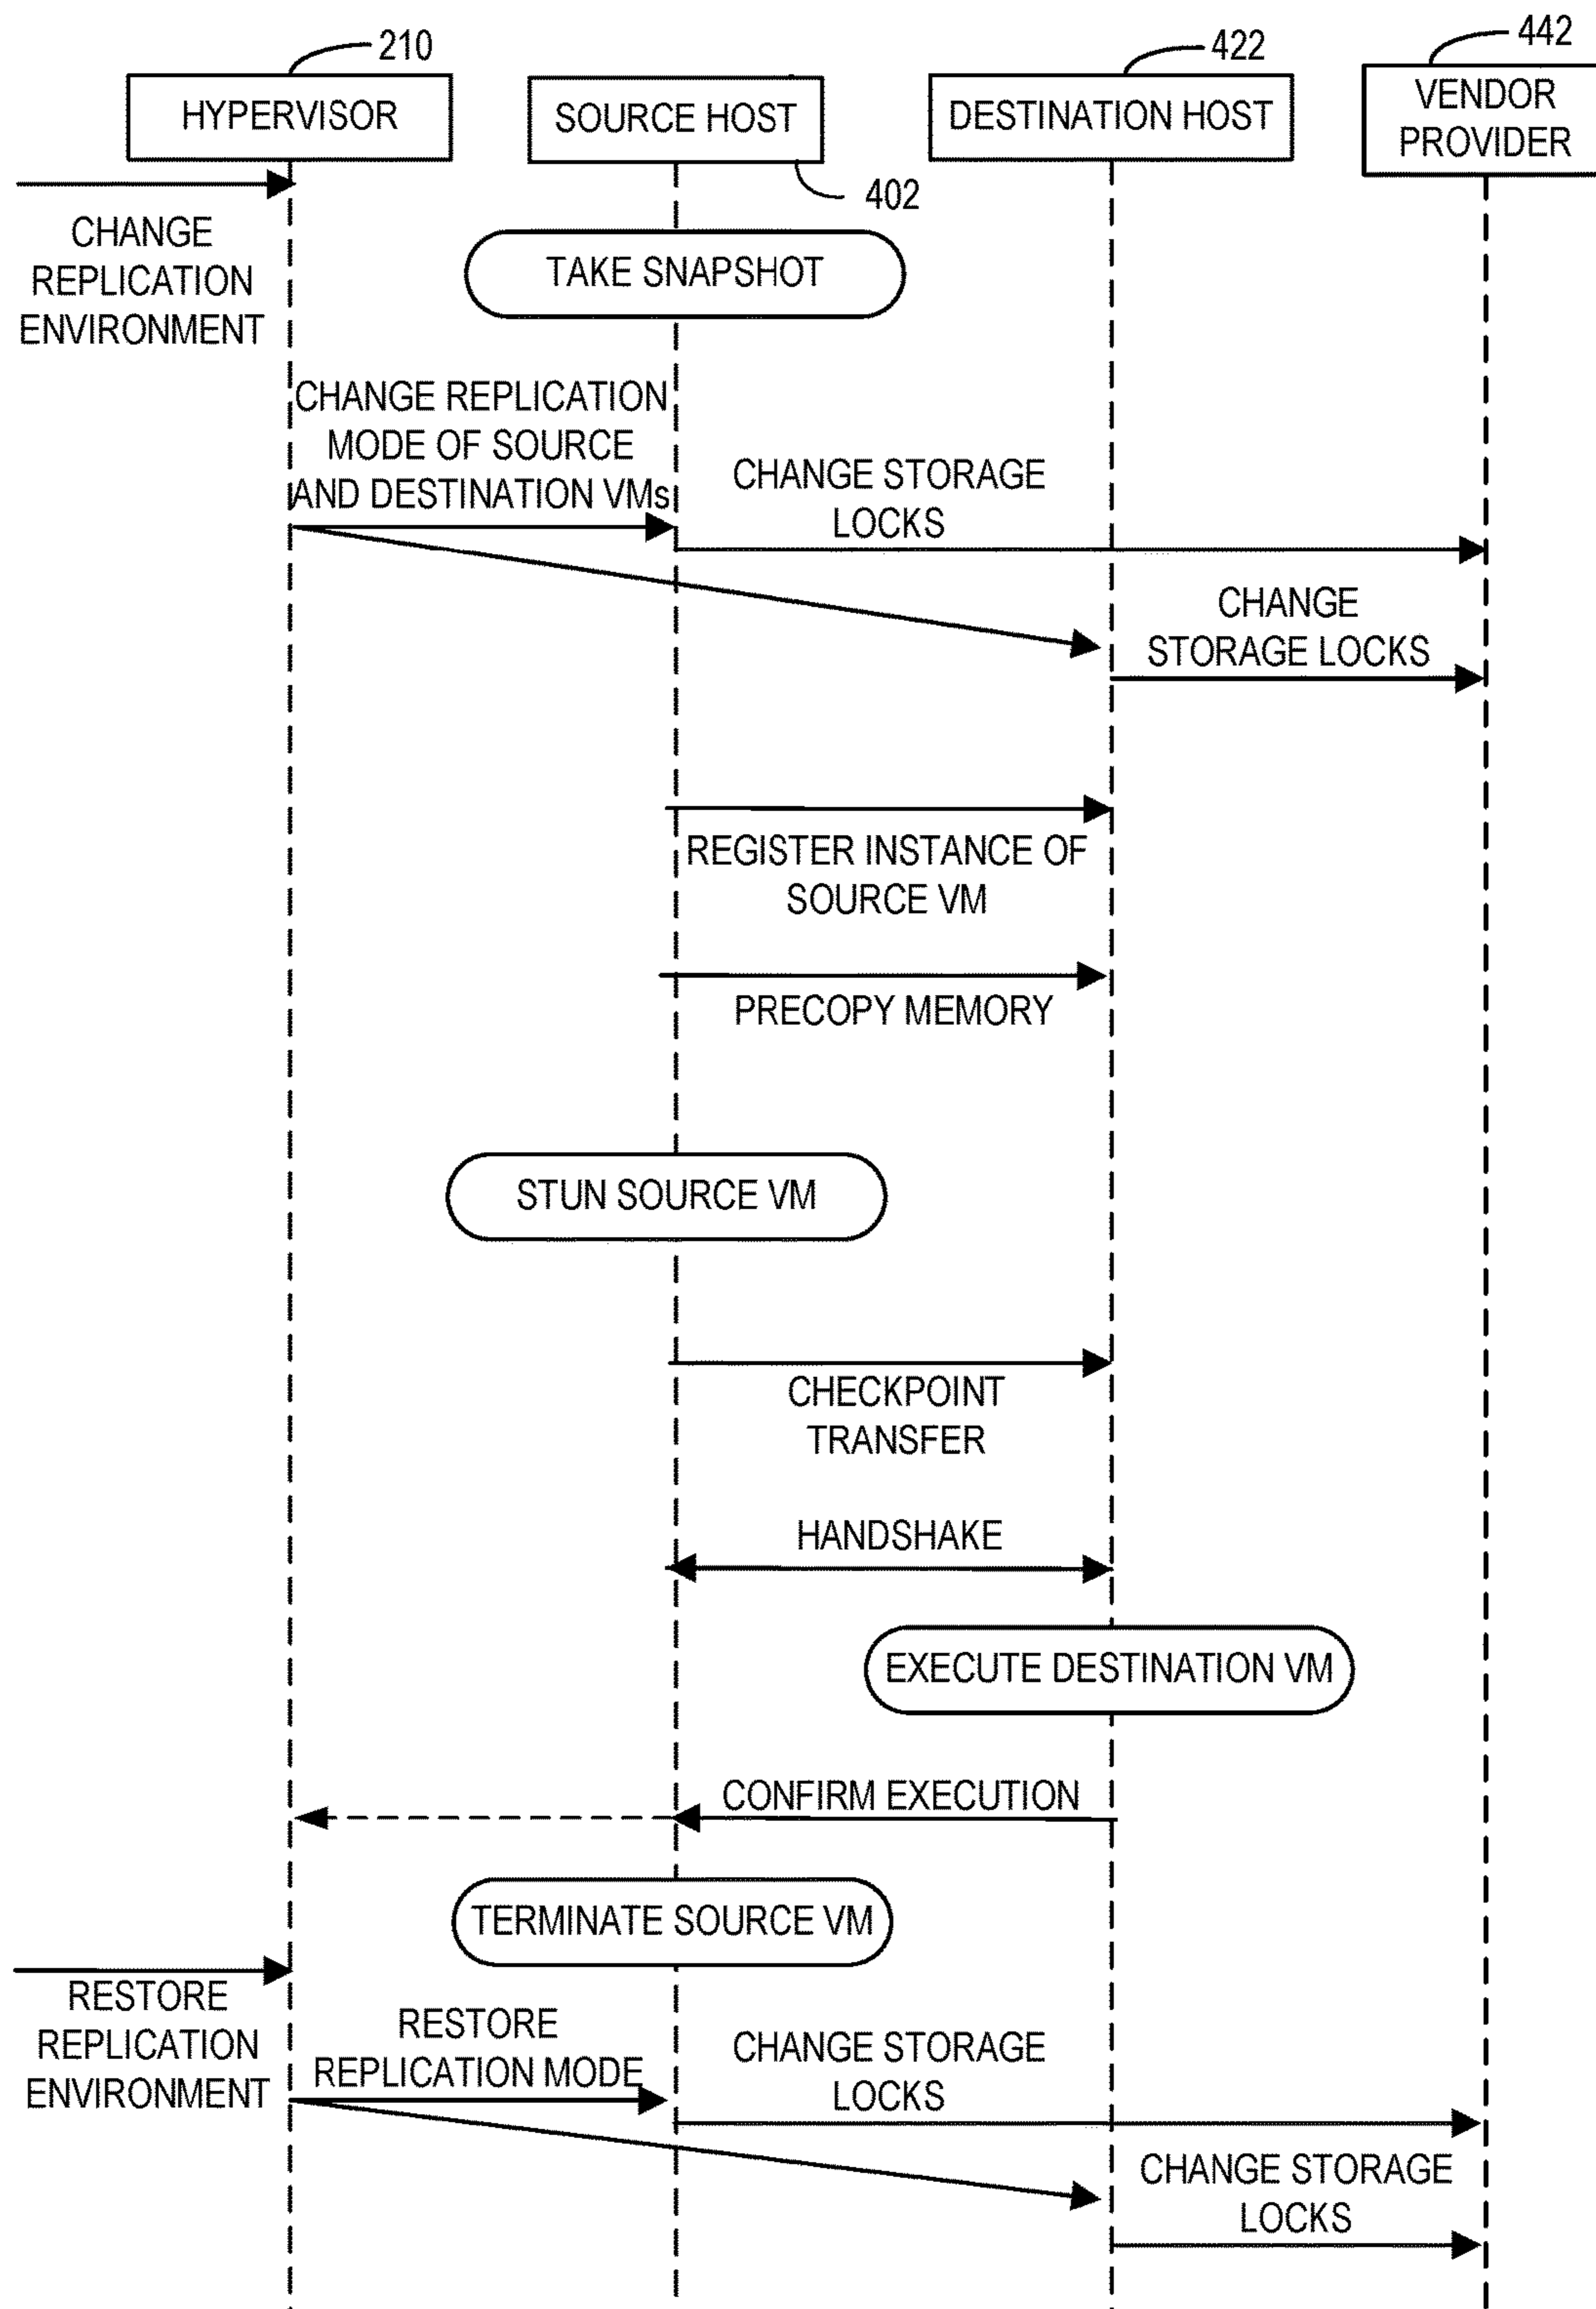 210
422
442
HYPERVISOR
SOURCE HOST
DESTINATION HOST
VENDOR
PROVIDER
402
CHANGE
REPLICATION
ENVIRONMENT
TAKE SNAPSHOT
CHANGE REPLICATION
MODE OF SOURCE
AND DESTINATION VMs
CHANGE STORAGE
LOCKS
CHANGE
STORAGE LOCKS
REGISTER INSTANCE OF
SOURCE VM
PRECOPY MEMORY
STUN SOURCE VM
CHECKPOINT
TRANSFER
HANDSHAKE
EXECUTE DESTINATION VM
CONFIRM EXECUTION
TERMINATE SOURCE VM
RESTORE
REPLICATION
ENVIRONMENT
RESTORE
REPLICATION MODE
CHANGE STORAGE
LOCKS
CHANGE STORAGE
LOCKS